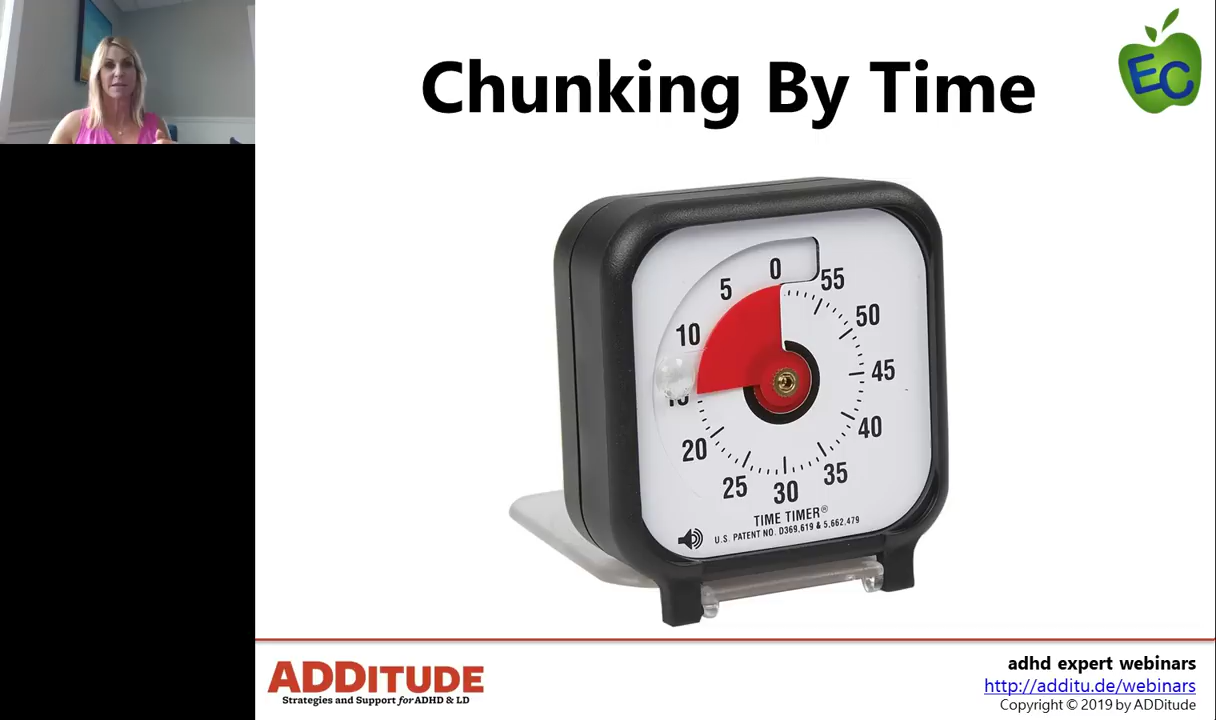 Chunking By Time
EC
0
55
5
50
10
45
15
40
20
35
25
30
TIME TIMER®
U.S. PATENT NO. D369,619 & 5,662,479
ADDITUDE
Strategies and Support for ADHD & LD
adhd expert webinars
http://additu.de/webinars
Copyright © 2019 by ADDitude